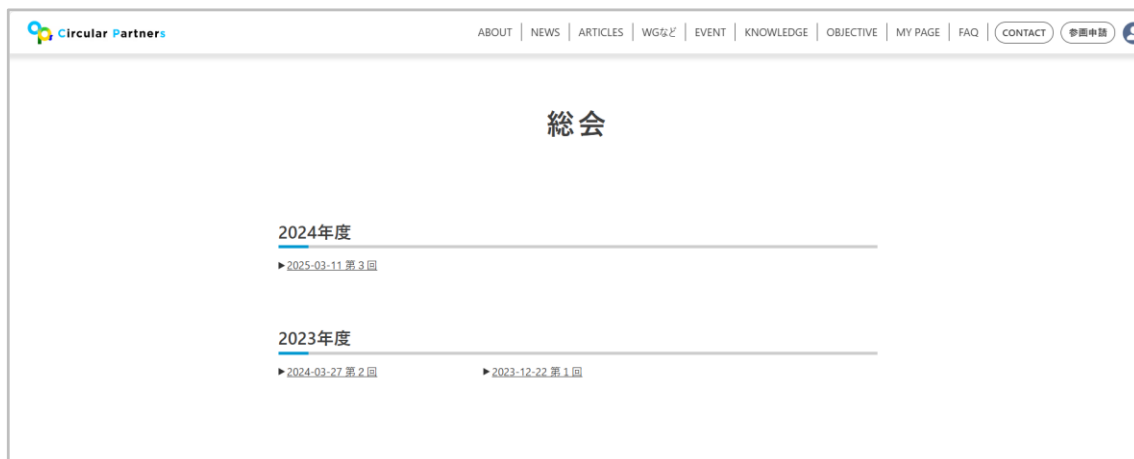 Circular Partners
ABOUT | NEWS | ARTICLES | WGなど | EVENT | KNOWLEDGE | OBJECTIVE | MY PAGE | FAQ | CONTACT 参画申請
総会
2024年度
▶2025-03-11 第３回
2023年度
▶2024-03-27 第２回 ▶2023-12-22 第１回